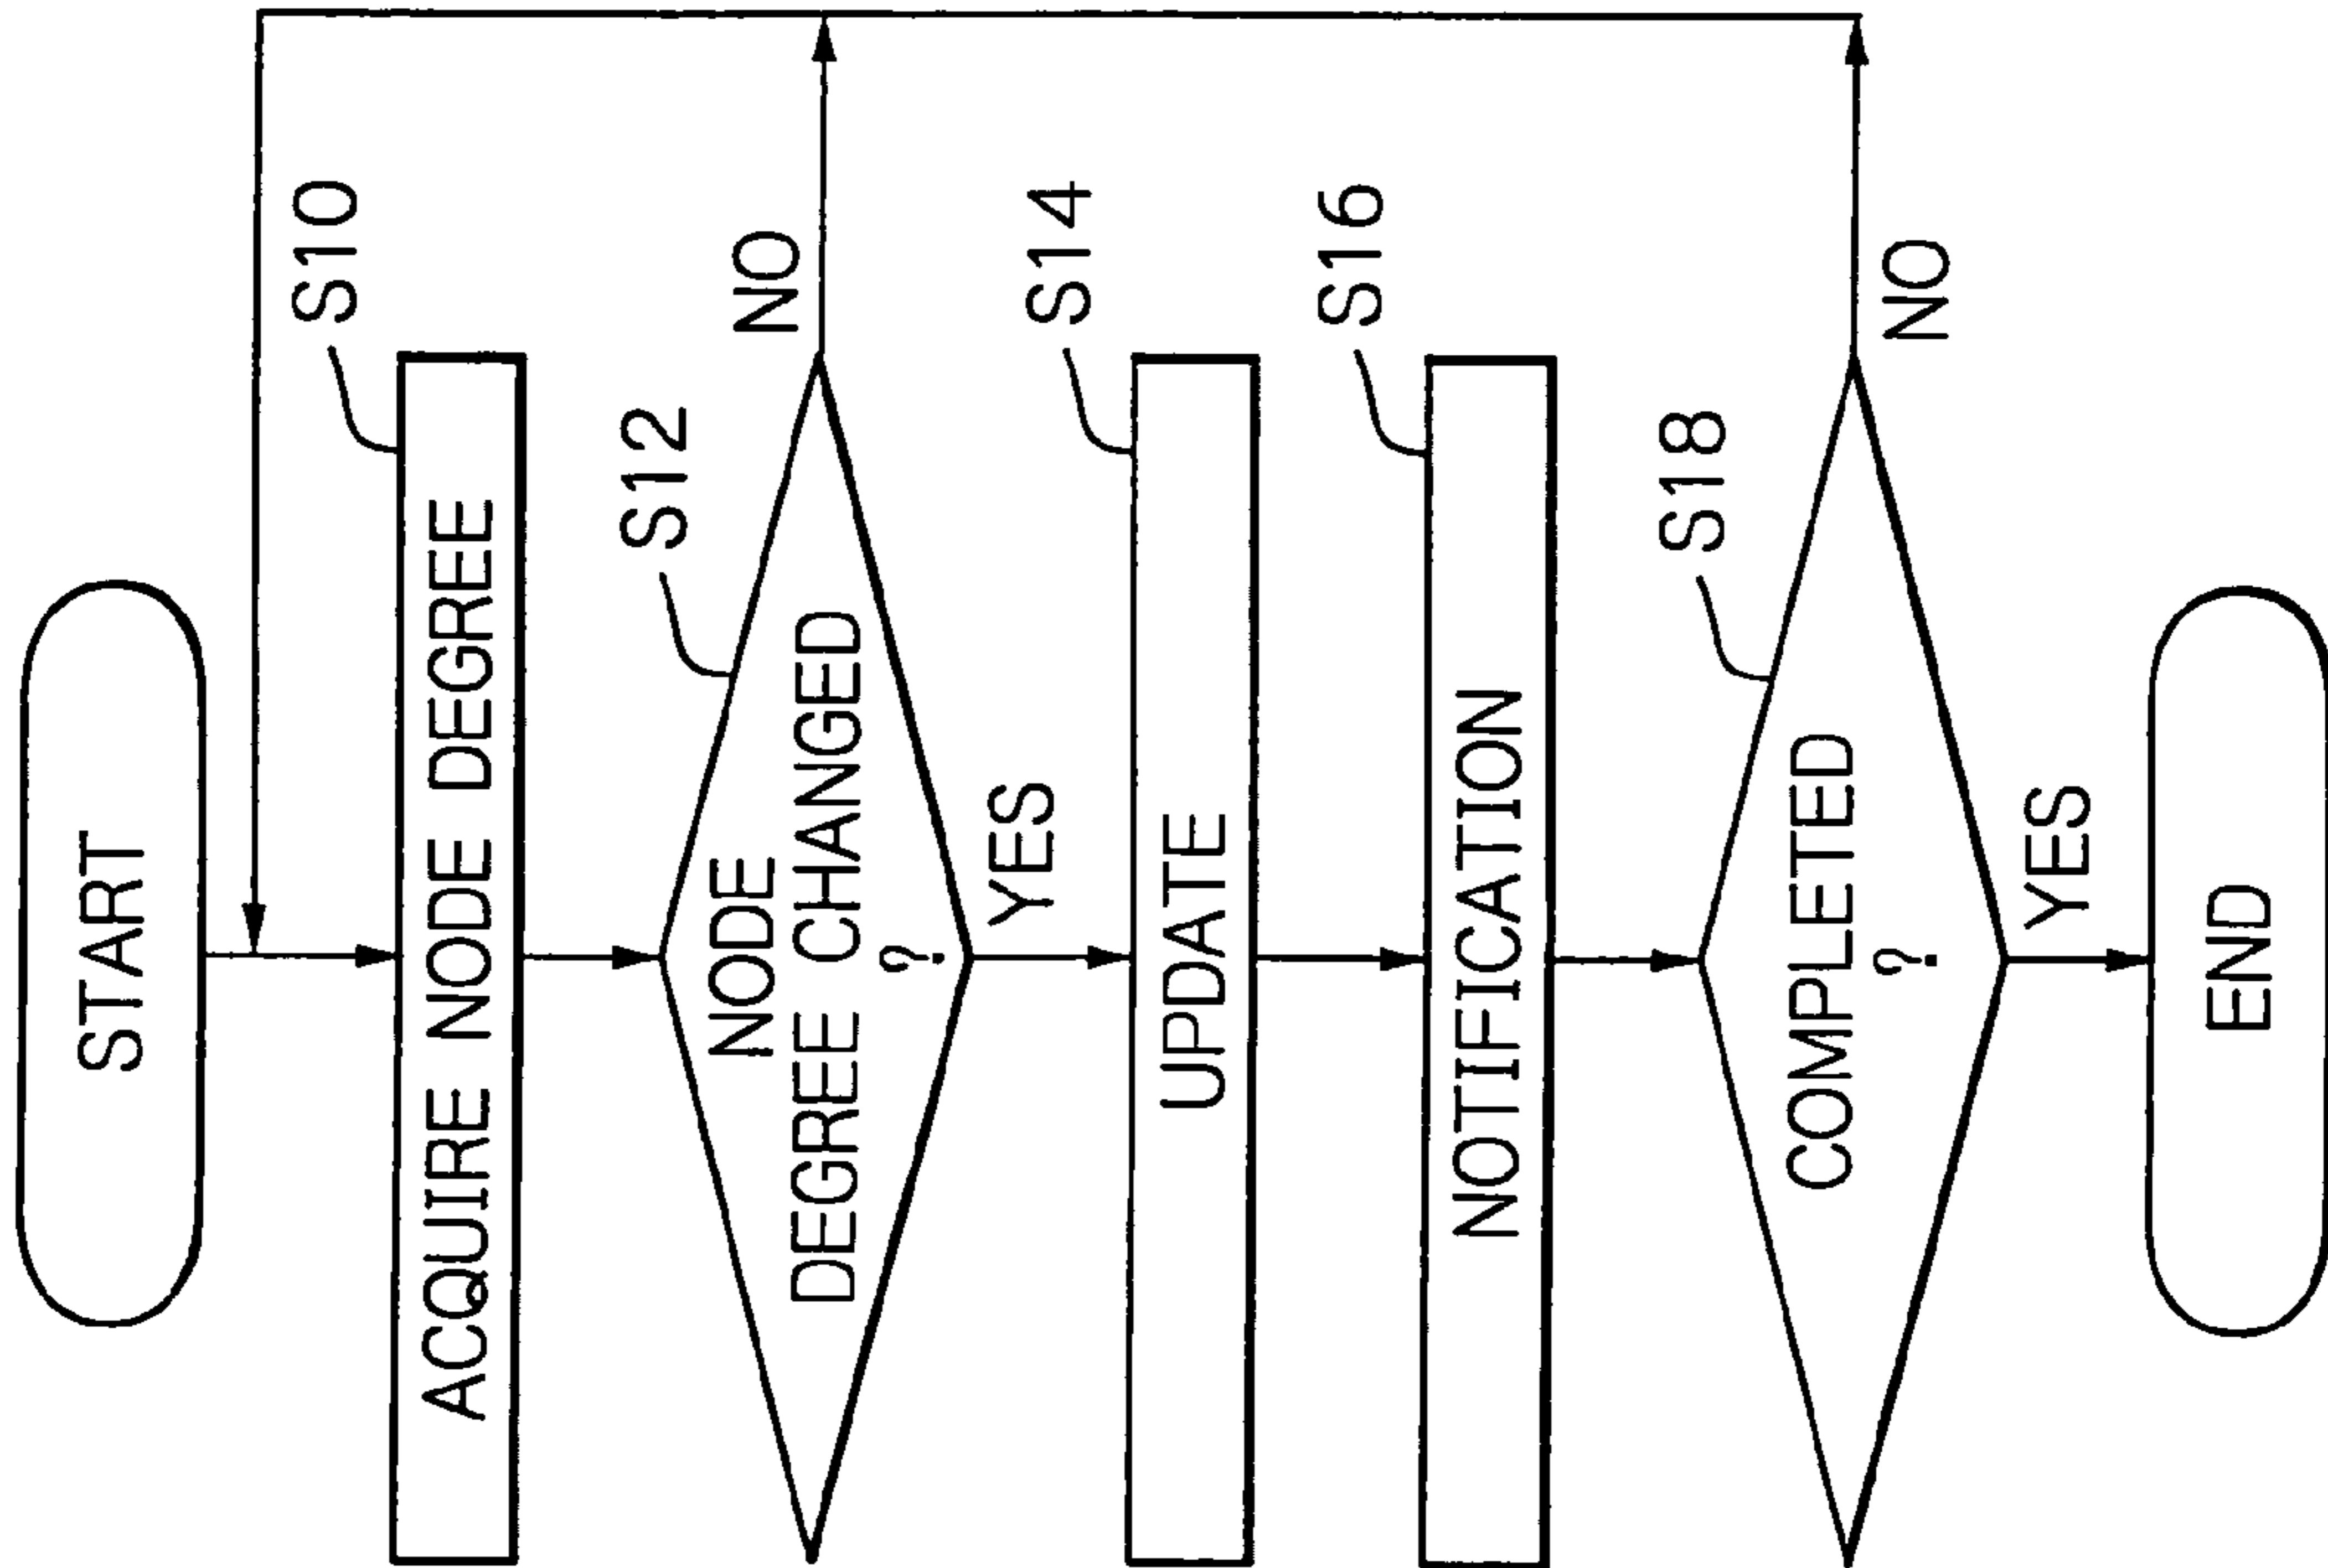 START
S10
ACQUIRE NODE DEGREE
S12
NODE
DEGREE CHANGED
?
NO
YES
S14
UPDATE
S16
NOTIFICATION
S18
COMPLETED
?
NO
YES
END